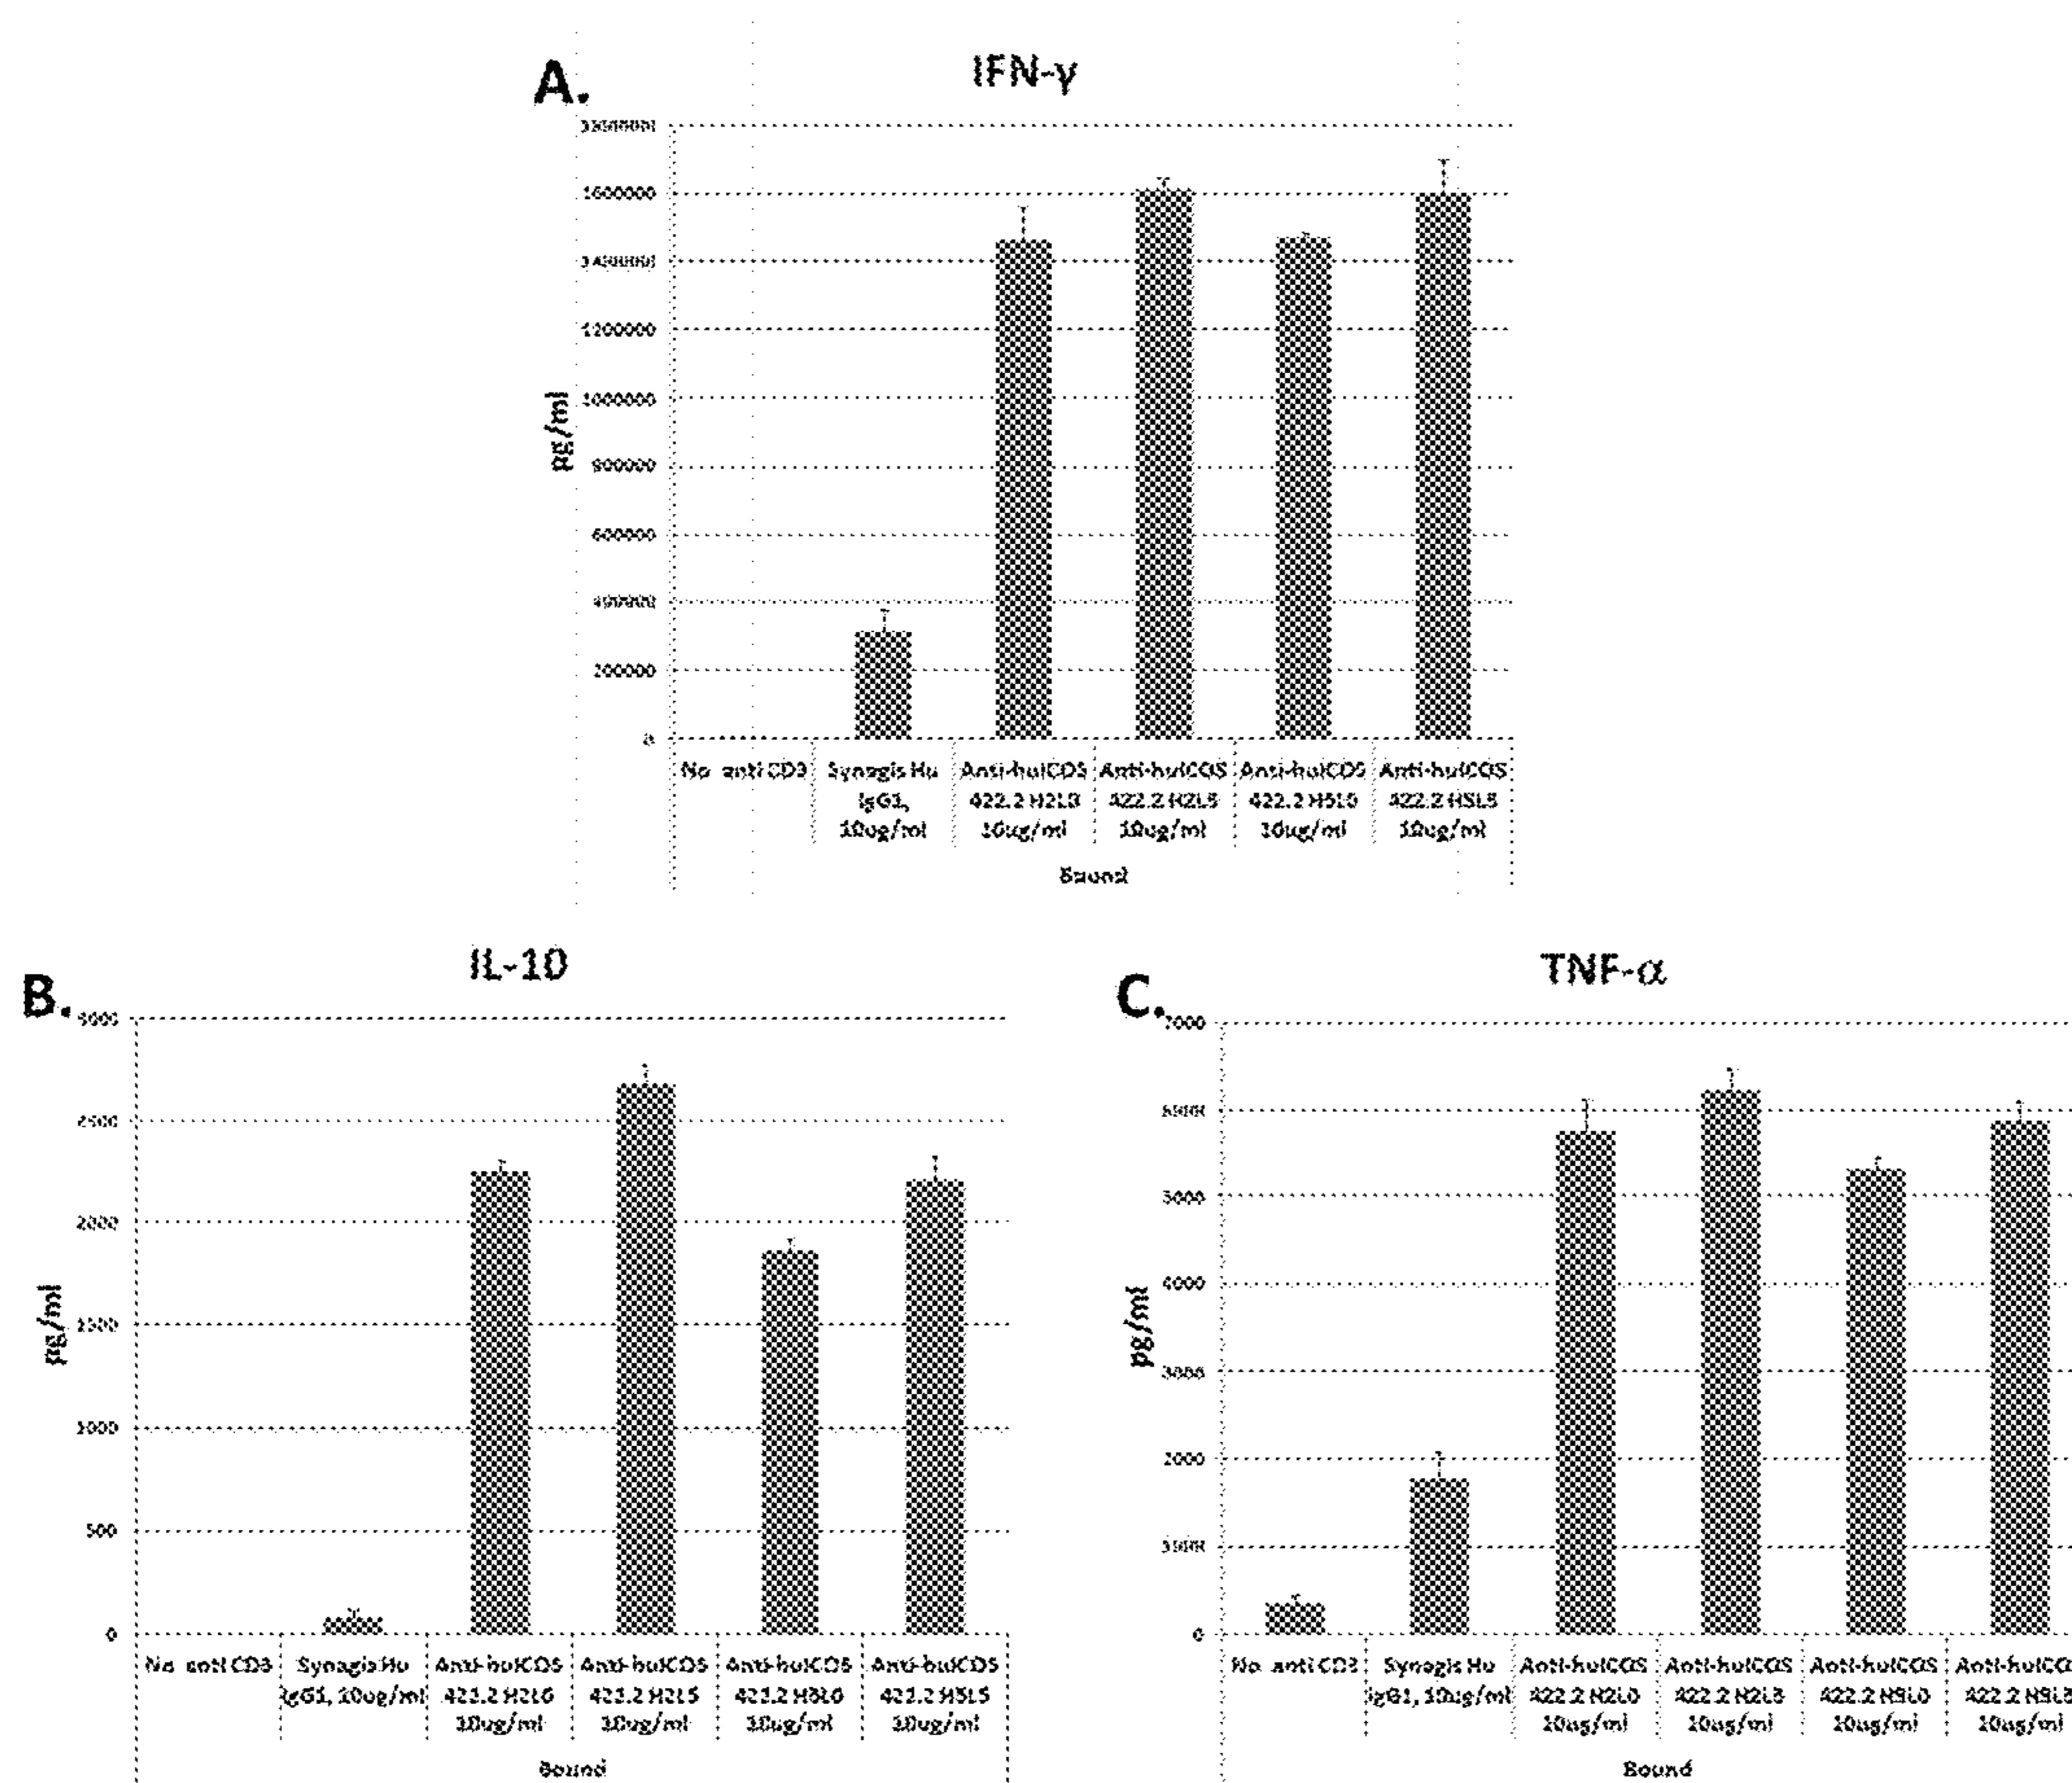 A.
IFN-γ
1800000
1600000
1400000
1200000
1000000
800000
600000
400000
200000
0
pg/ml
No anti CD3
Synagis Hu
IgG1,
10ug/ml
Anti-huICOS
422.2 H2L0
10ug/ml
Anti-huICOS
422.2 H2L5
10ug/ml
Anti-huICOS
422.2 H5L0
10ug/ml
Anti-huICOS
422.2 H5L5
10ug/ml
Bound
B.
IL-10
3000
2500
2000
1500
1000
500
0
pg/ml
No anti CD3
Synagis Hu
IgG1, 10ug/ml
Anti-huICOS
422.2 H2L0
10ug/ml
Anti-huICOS
422.2 H2L5
10ug/ml
Anti-huICOS
422.2 H5L0
10ug/ml
Anti-huICOS
422.2 H5L5
10ug/ml
Bound
C.
TNF-α
7000
6000
5000
4000
3000
2000
1000
0
pg/ml
No anti CD3
Synagis Hu
IgG1, 10ug/ml
Anti-huICOS
422.2 H2L0
10ug/ml
Anti-huICOS
422.2 H2L5
10ug/ml
Anti-huICOS
422.2 H5L0
10ug/ml
422.2 H5L5
10ug/ml
Bound